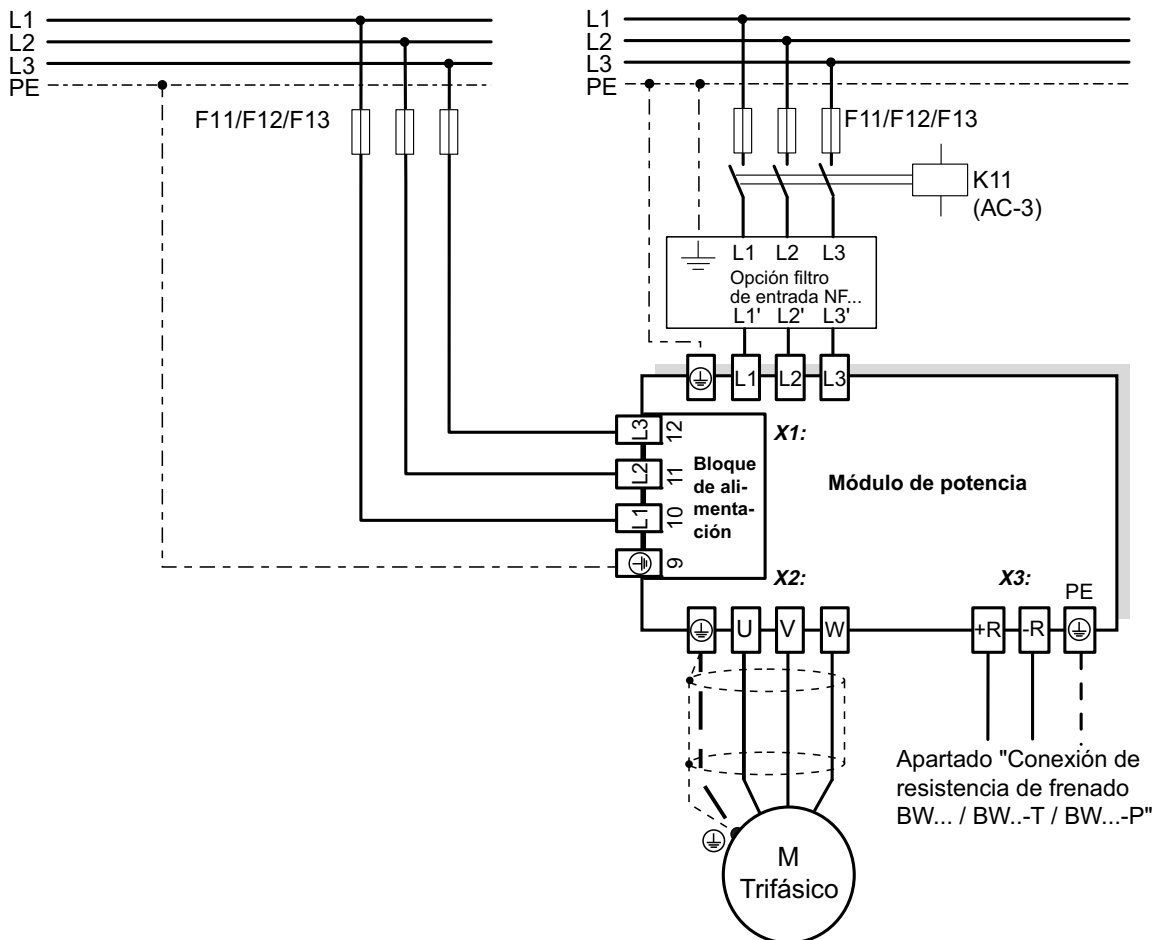 L1
L2
L3
PE
F11/F12/F13
L1
L2
L3
PE
F11/F12/F13
K11
(AC-3)
L1 L2 L3
Opción filtro
de entrada NF...
L1' L2' L3'
L1 L2 L3
X1:
L3 12
L2 11
L1 10
9
Bloque
de ali-
menta-
ción
Módulo de potencia
X2:
X3:
PE
U V W
+R -R
Apartado "Conexión de
resistencia de frenado
BW... / BW..-T / BW...-P"
M
Trifásico